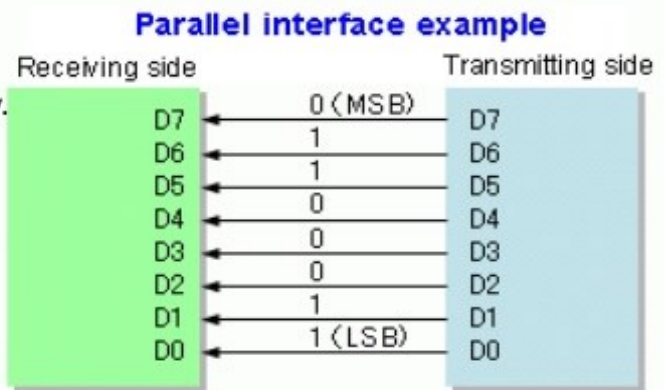 Parallel interface example
Receiving side Transmitting side
y.
D7 0(MSB) D7
D6 1 D6
D5 1 D5
D4 0 D4
D3 0 D3
D2 0 D2
D1 1 D1
D0 1(LSB) D0